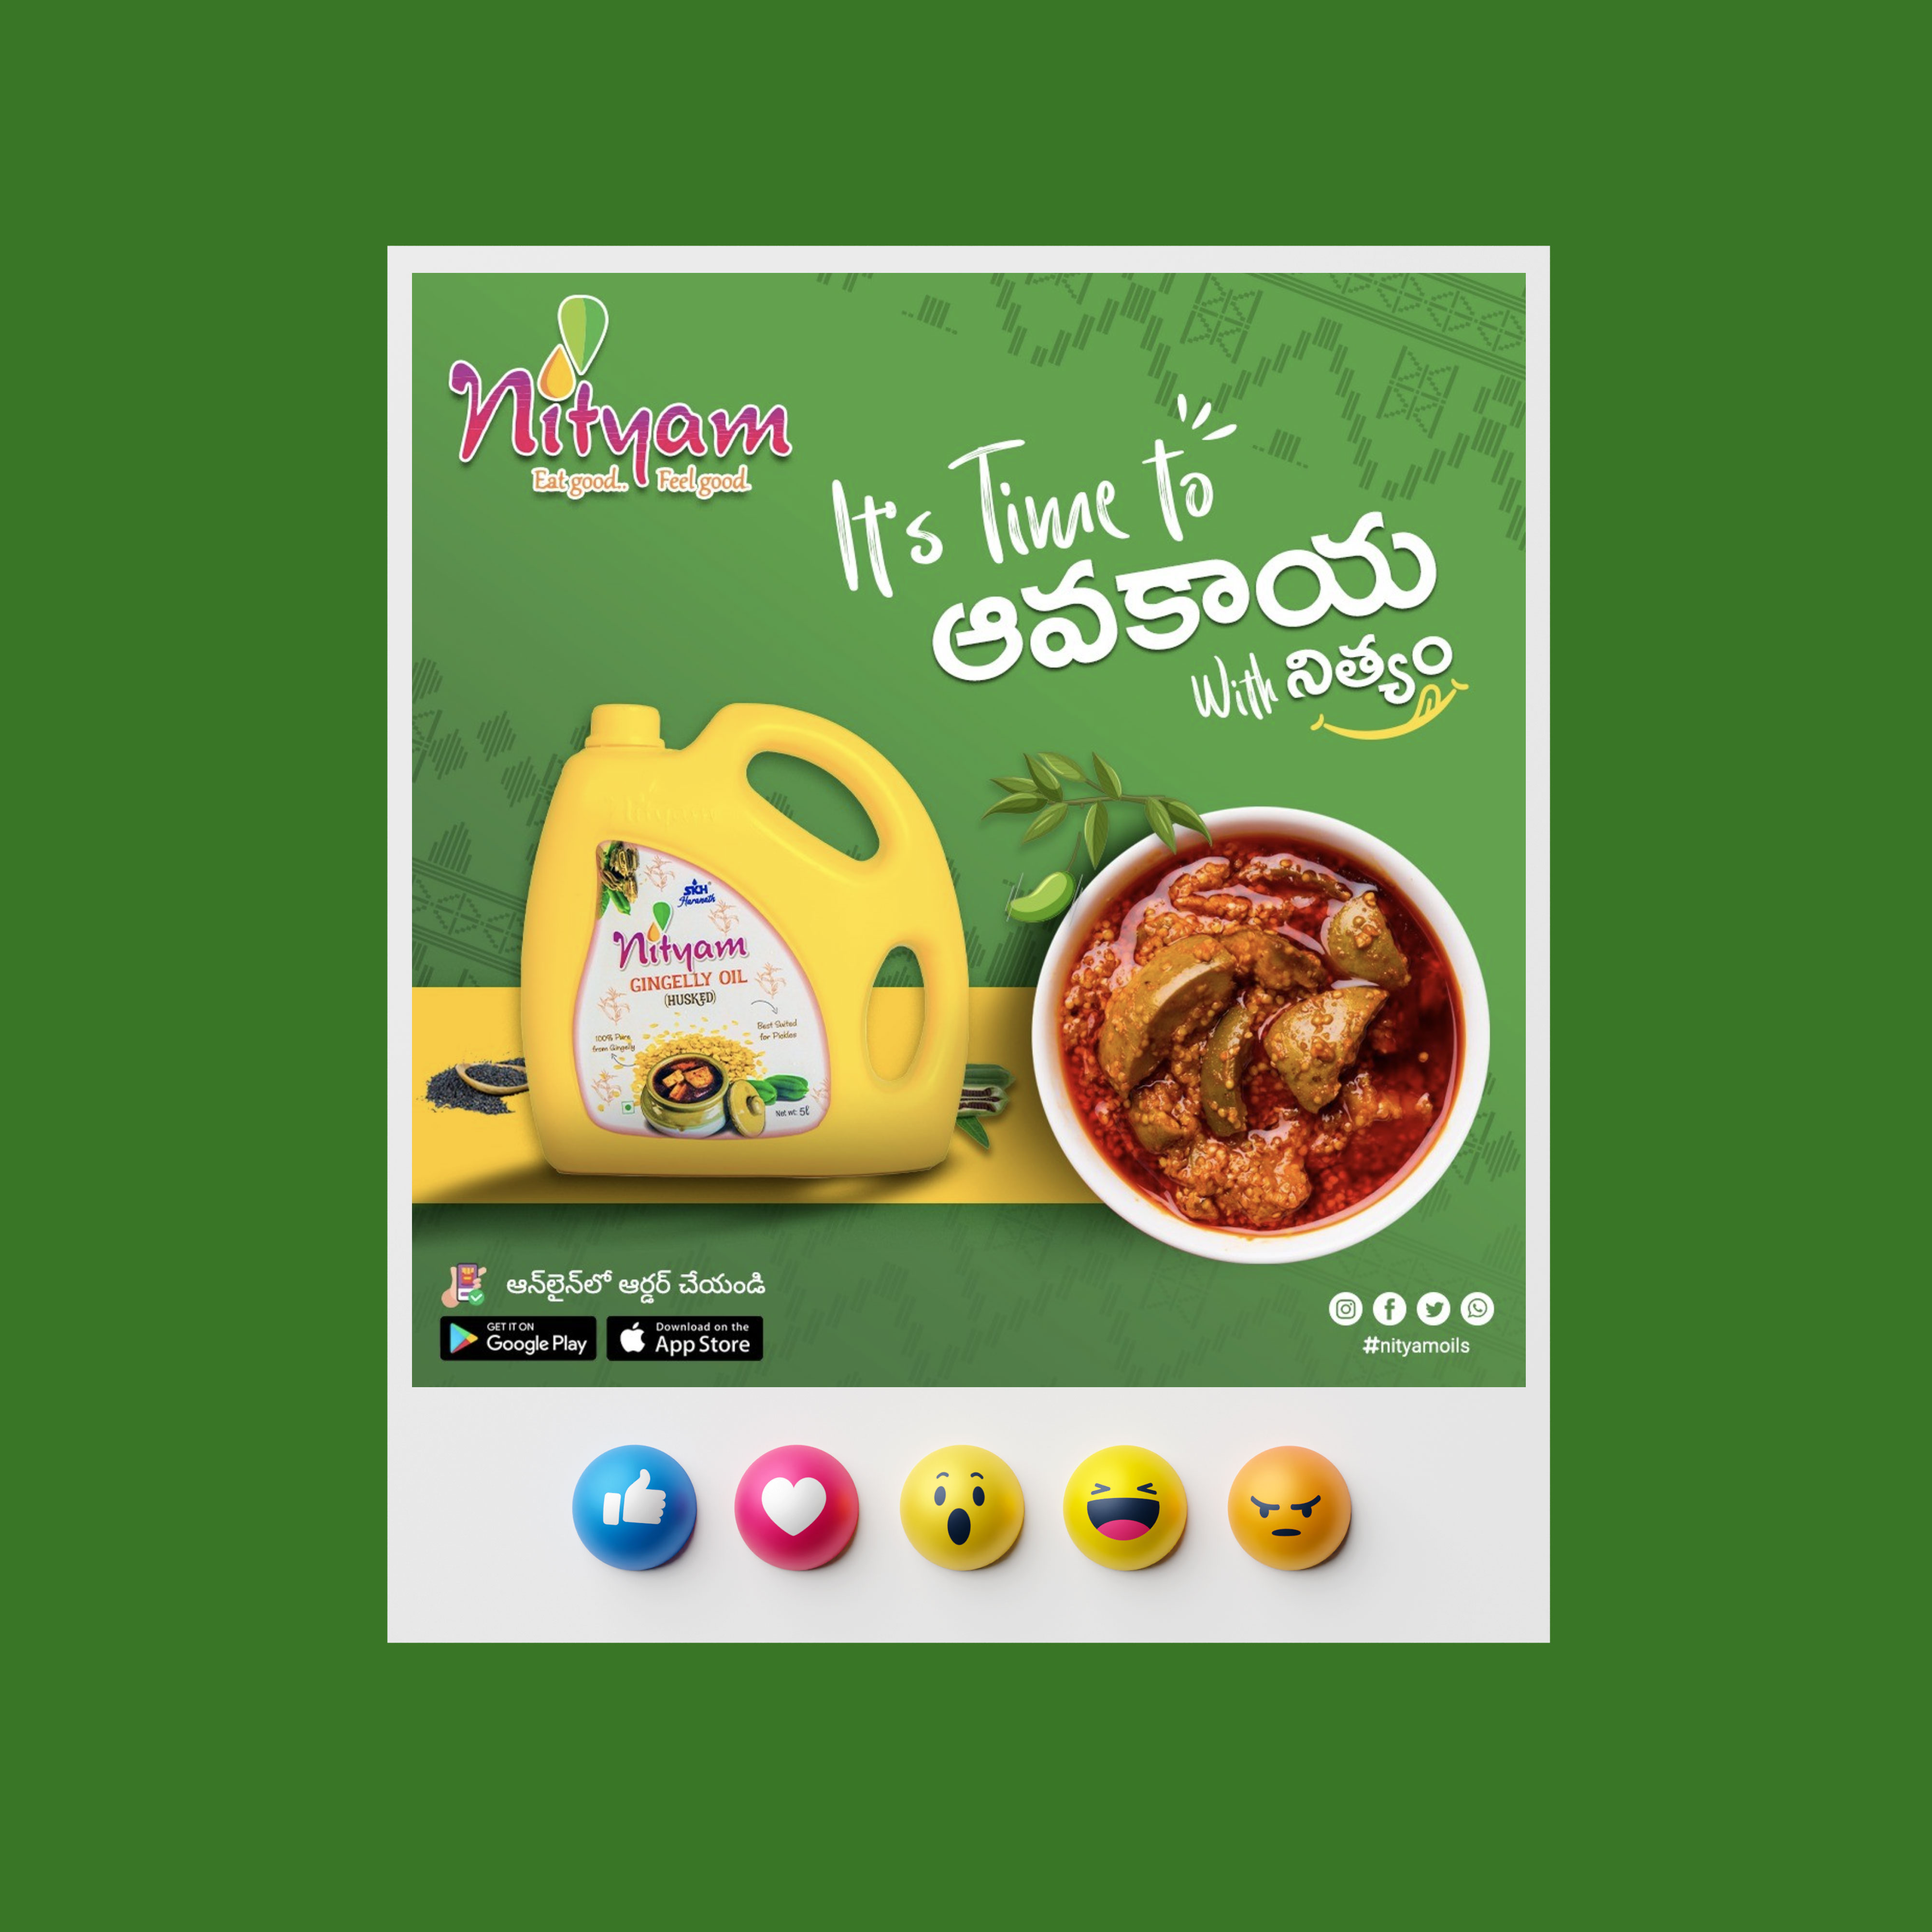 Nityam
Eat good.. Feel good.
It's Time to
ఆవకాయ
With నిత్యం
Nityam
SKH
Haranath
Nityam
GINGELLY OIL
(HUSKED)
100% Pure
from Gingelly
Best Suited
for Pickles
Net wt: 5ℓ
ఆన్‌లైన్‌లో ఆర్డర్ చేయండి
GET IT ON
Google Play
Download on the
App Store
#nityamoils